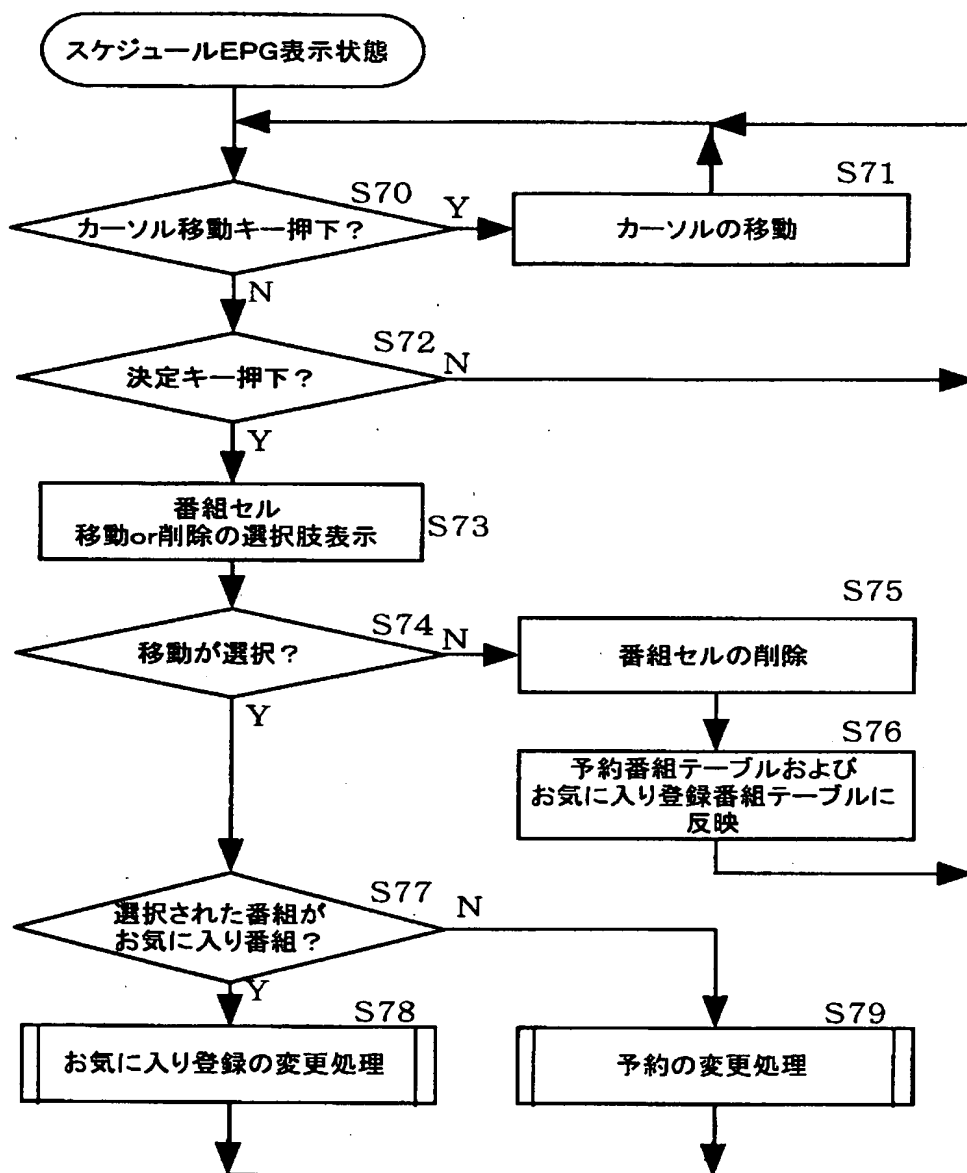 スケジュールEPG表示状態
S70
カーソル移動キー押下?
Y
S71
カーソルの移動
N
S72
決定キー押下?
N
Y
番組セル
移動or削除の選択肢表示
S73
S74
移動が選択?
N
S75
番組セルの削除
Y
S76
予約番組テーブルおよび
お気に入り登録番組テーブルに
反映
S77
選択された番組が
お気に入り番組?
N
Y
S78
お気に入り登録の変更処理
S79
予約の変更処理